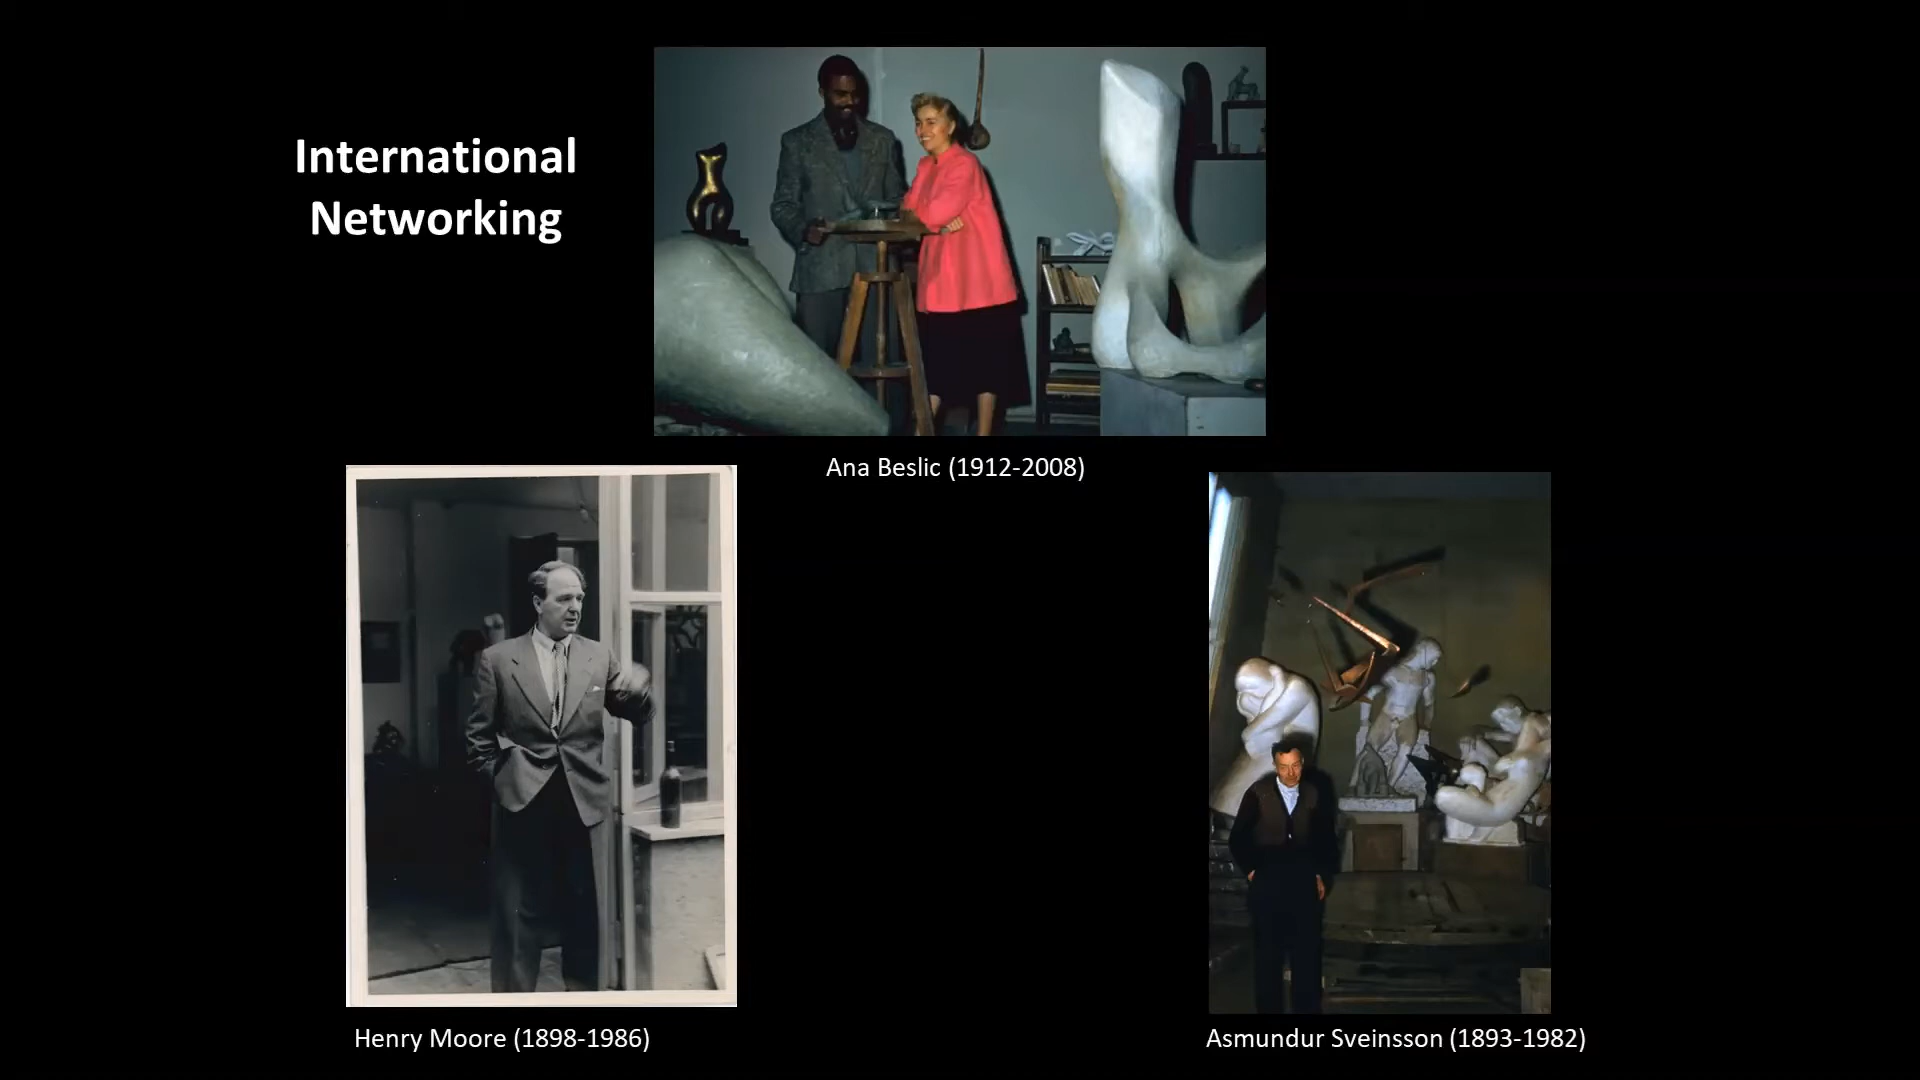 International
Networking
Ana Beslic (1912-2008)
Henry Moore (1898-1986)
Asmundur Sveinsson (1893-1982)